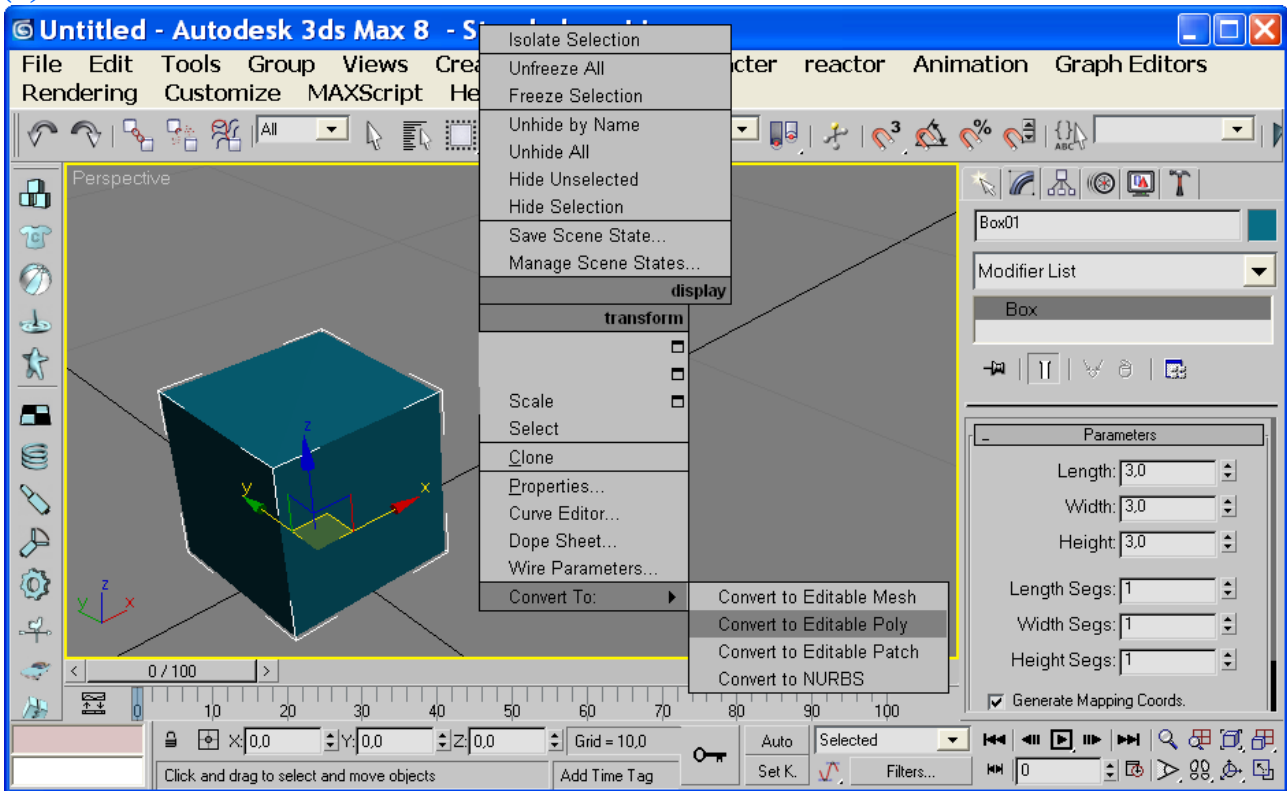 Untitled - Autodesk 3ds Max 8 - S
File Edit Tools Group Views Crea cter reactor Animation Graph Editors
Rendering Customize MAXScript He
All
ABC
Perspective
Isolate Selection
Unfreeze All
Freeze Selection
Unhide by Name
Unhide All
Hide Unselected
Hide Selection
Save Scene State...
Manage Scene States...
display
transform
Scale
Select
Clone
Properties...
Curve Editor...
Dope Sheet...
Wire Parameters...
Convert To:
Convert to Editable Mesh
Convert to Editable Poly
Convert to Editable Patch
Convert to NURBS
z
y x
z
y x
Box01
Modifier List
Box
- Parameters
Length: 3,0
Width: 3,0
Height: 3,0
Length Segs: 1
Width Segs: 1
Height Segs: 1
Generate Mapping Coords.
< 0 / 100 >
0 10 20 30 40 50 60 70 80 90 100
X: 0,0 Y: 0,0 Z: 0,0 Grid = 10,0 Auto Selected
Click and drag to select and move objects Add Time Tag Set K. Filters... 0